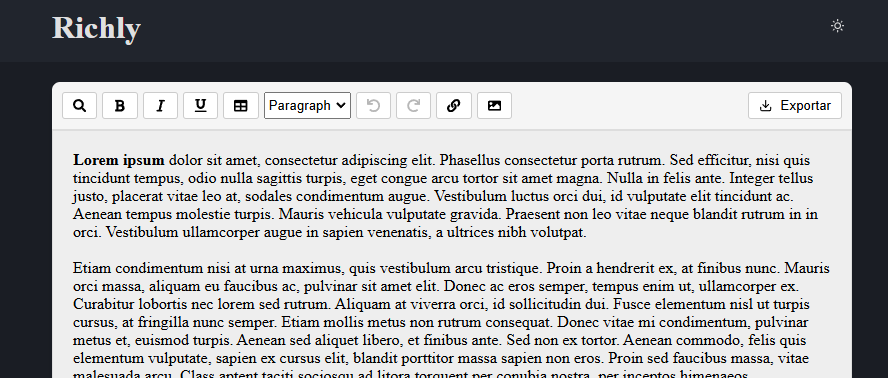 Richly
B I U Paragraph Exportar
Lorem ipsum dolor sit amet, consectetur adipiscing elit. Phasellus consectetur porta rutrum. Sed efficitur, nisi quis
tincidunt tempus, odio nulla sagittis turpis, eget congue arcu tortor sit amet magna. Nulla in felis ante. Integer tellus
justo, placerat vitae leo at, sodales condimentum augue. Vestibulum luctus orci dui, id vulputate elit tincidunt ac.
Aenean tempus molestie turpis. Mauris vehicula vulputate gravida. Praesent non leo vitae neque blandit rutrum in in
orci. Vestibulum ullamcorper augue in sapien venenatis, a ultrices nibh volutpat.
Etiam condimentum nisi at urna maximus, quis vestibulum arcu tristique. Proin a hendrerit ex, at finibus nunc. Mauris
orci massa, aliquam eu faucibus ac, pulvinar sit amet elit. Donec ac eros semper, tempus enim ut, ullamcorper ex.
Curabitur lobortis nec lorem sed rutrum. Aliquam at viverra orci, id sollicitudin dui. Fusce elementum nisl ut turpis
cursus, at fringilla nunc semper. Etiam mollis metus non rutrum consequat. Donec vitae mi condimentum, pulvinar
metus et, euismod turpis. Aenean sed aliquet libero, et finibus ante. Sed non ex tortor. Aenean commodo, felis quis
elementum vulputate, sapien ex cursus elit, blandit porttitor massa sapien non eros. Proin sed faucibus massa, vitae
malesuada arcu. Class aptent taciti sociosqu ad litora torquent per conubia nostra, per inceptos himenaeos.